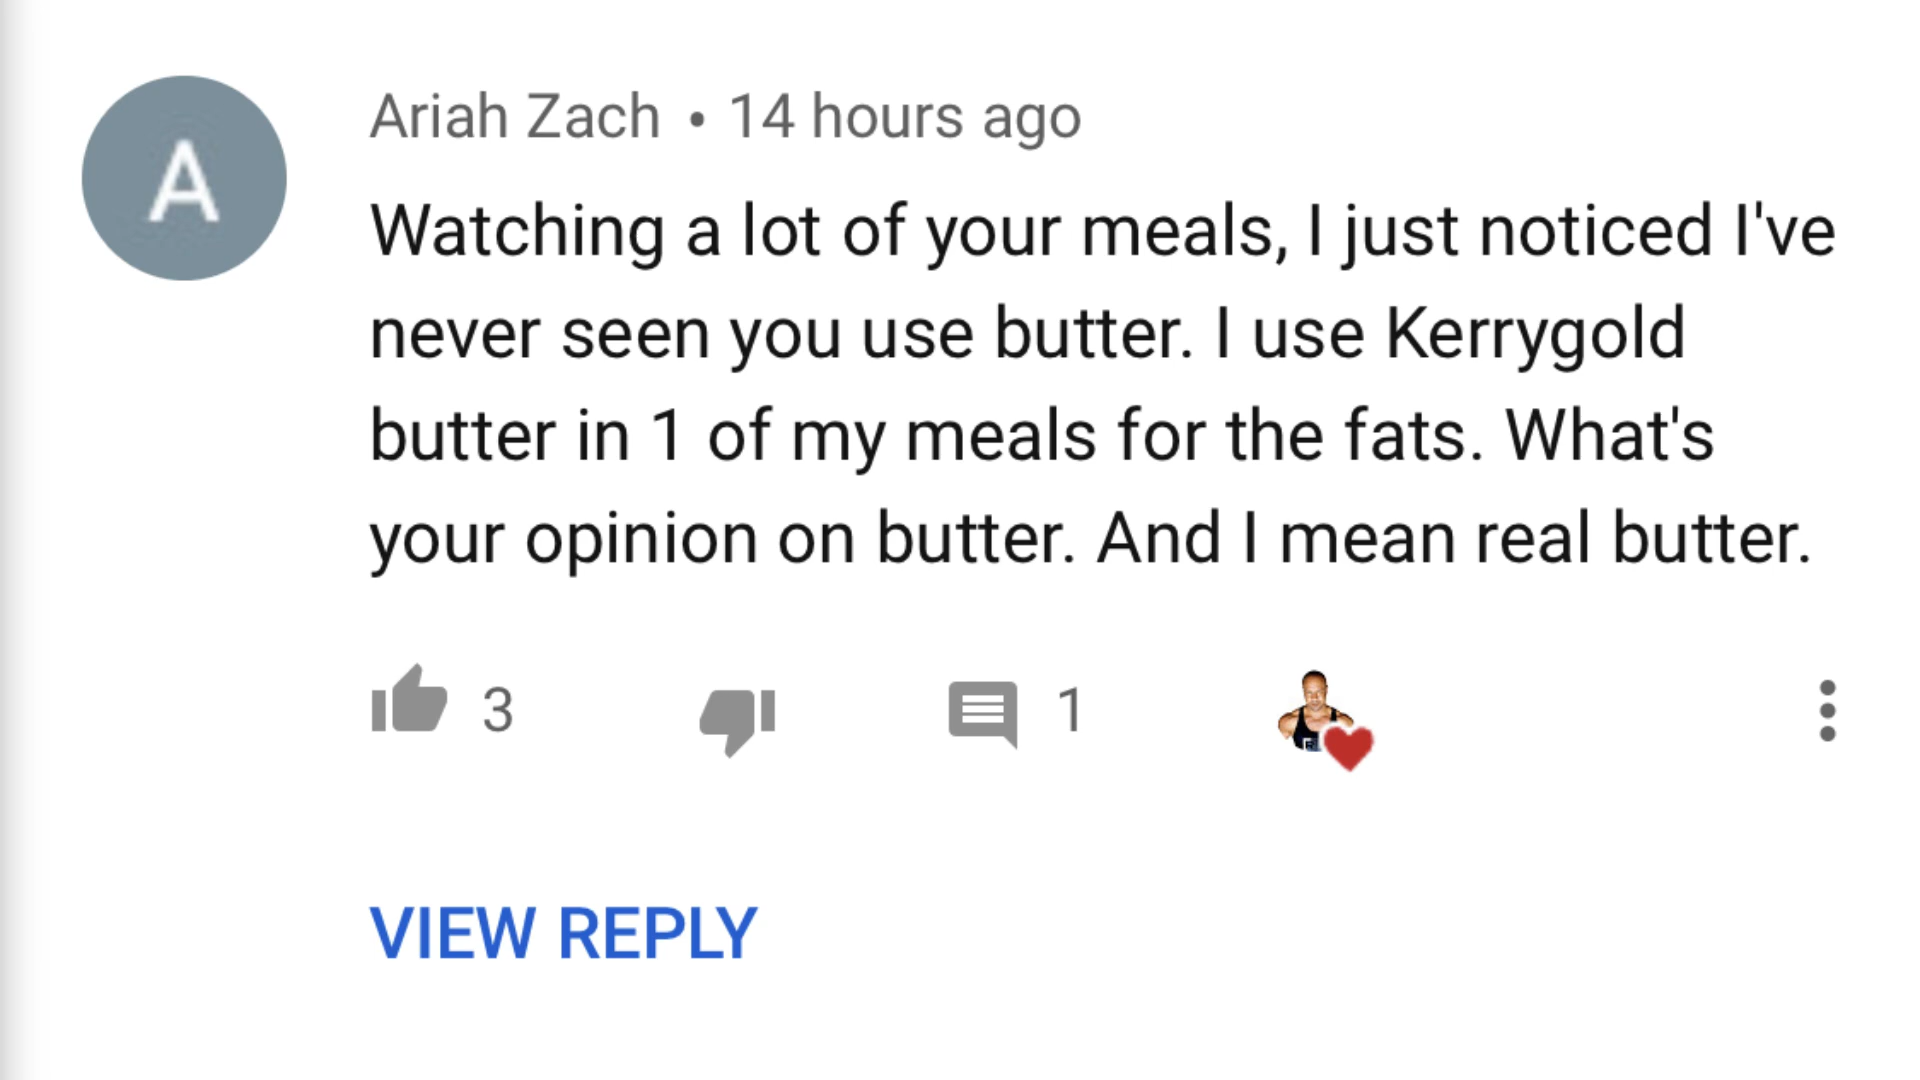 A
Ariah Zach • 14 hours ago
Watching a lot of your meals, I just noticed I've
never seen you use butter. I use Kerrygold
butter in 1 of my meals for the fats. What's
your opinion on butter. And I mean real butter.
3 1
R
VIEW REPLY